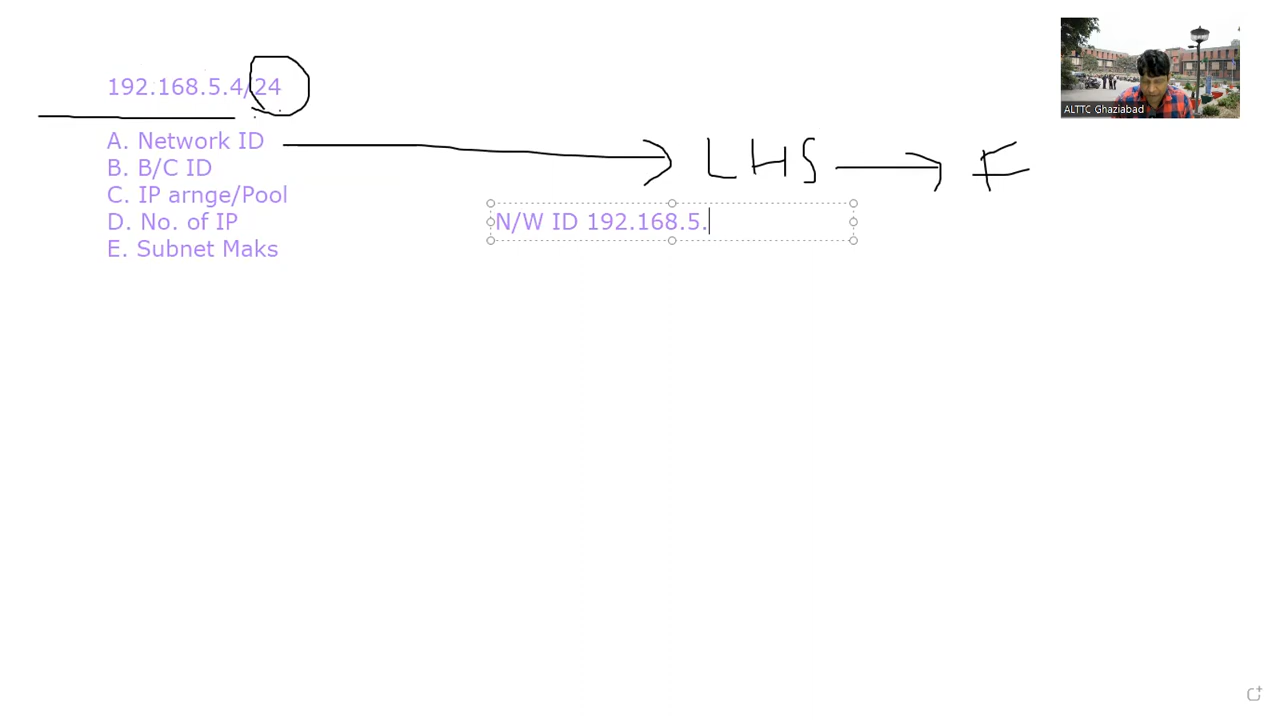 192.168.5.4/24
A. Network ID
B. B/C ID
C. IP arnge/Pool
D. No. of IP
E. Subnet Maks
LHS
F
N/W ID 192.168.5.
ALTTC Ghaziabad